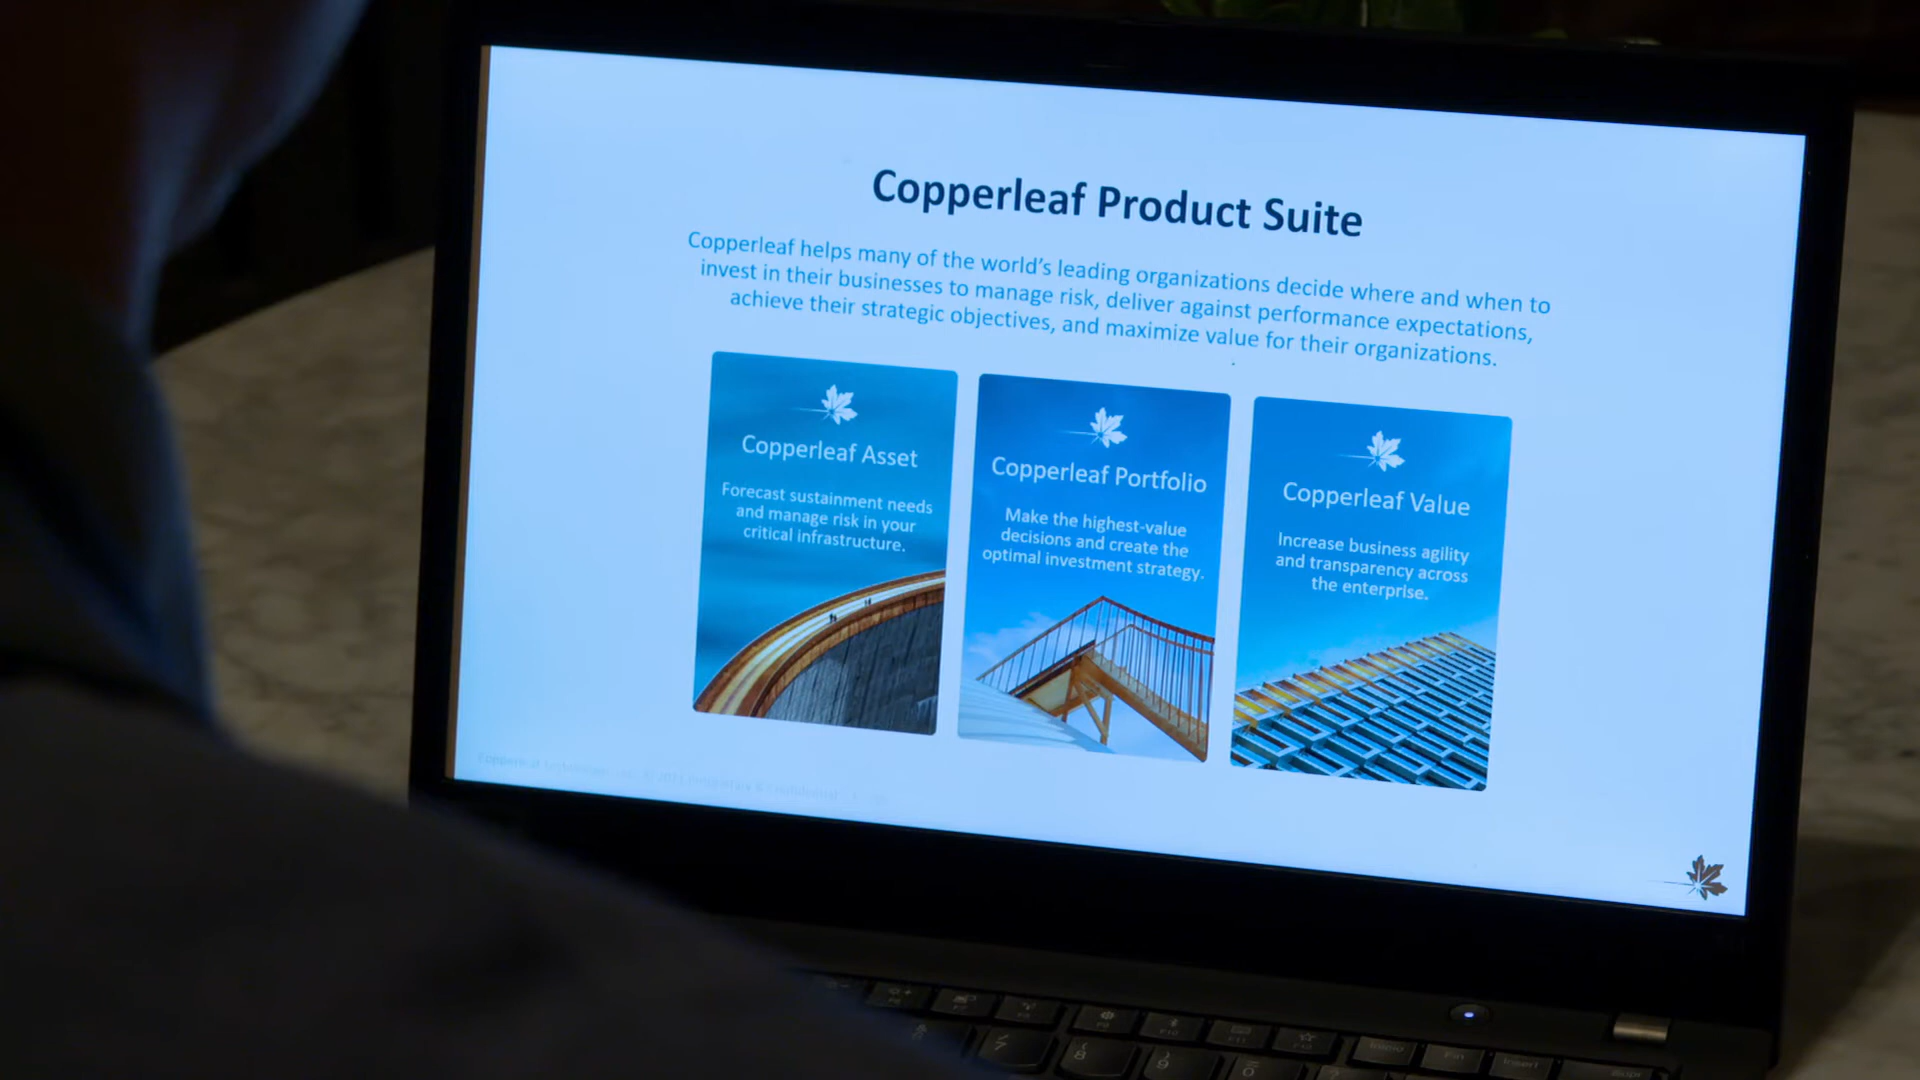 Copperleaf Product Suite
Copperleaf helps many of the world's leading organizations decide where and when to
invest in their businesses to manage risk, deliver against performance expectations,
achieve their strategic objectives, and maximize value for their organizations.
Copperleaf Asset
Forecast sustainment needs
and manage risk in your
critical infrastructure.
Copperleaf Portfolio
Make the highest-value
decisions and create the
optimal investment strategy.
Copperleaf Value
Increase business agility
and transparency across
the enterprise.